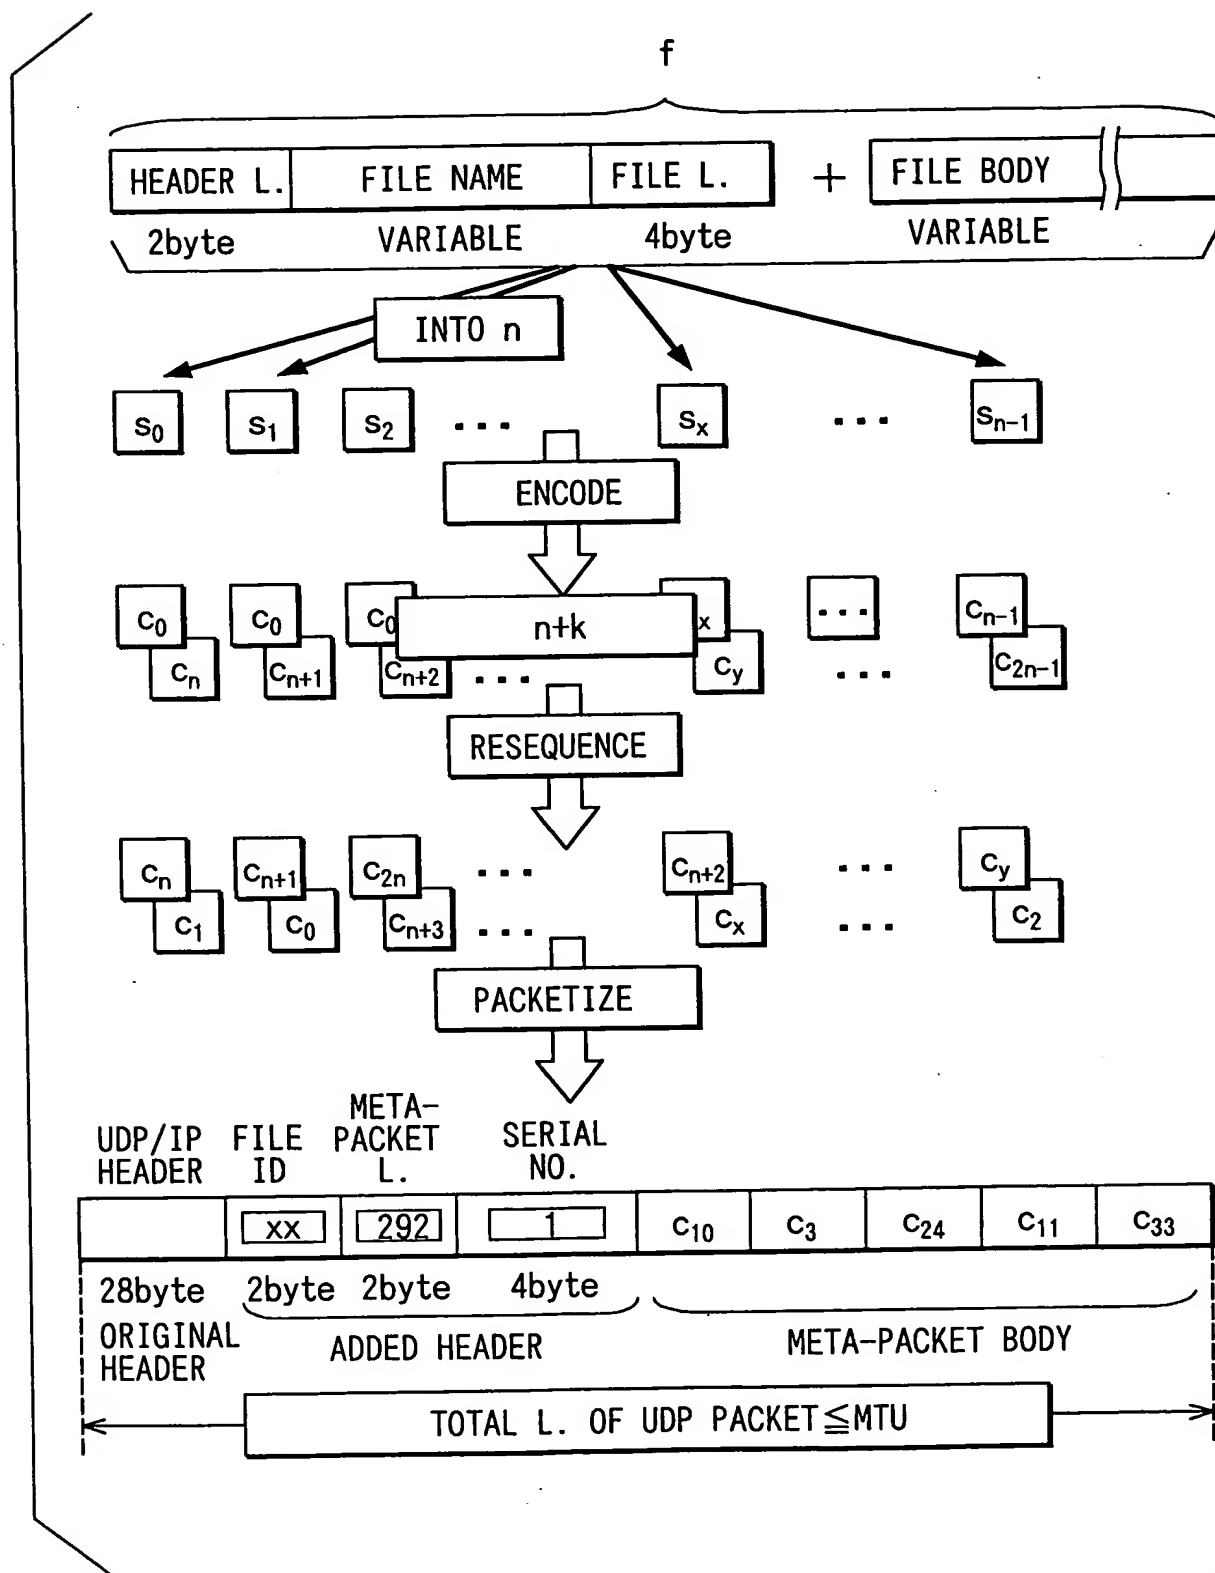 f
HEADER L. FILE NAME FILE L. + FILE BODY
2byte VARIABLE 4byte VARIABLE
INTO n
S0 S1 S2 ... Sx ... Sn-1
ENCODE
C0 C0 C0 n+k x ... Cn-1
Cn Cn+1 Cn+2 ... Cy ... C2n-1
RESEQUENCE
Cn Cn+1 C2n ... Cn+2 ... Cy
C1 C0 Cn+3 ... Cx ... C2
PACKETIZE
UDP/IP HEADER
FILE ID
META-PACKET L.
SERIAL NO.
xx 292 1 C10 C3 C24 C11 C33
28byte 2byte 2byte 4byte
ORIGINAL HEADER
ADDED HEADER META-PACKET BODY
TOTAL L. OF UDP PACKET≦MTU